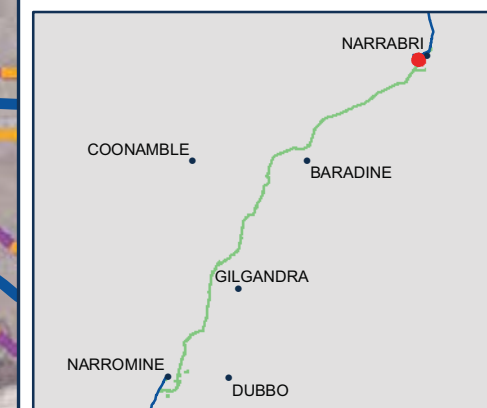 NARRABRI
COONAMBLE
BARADINE
GILGANDRA
NARROMINE
DUBBO